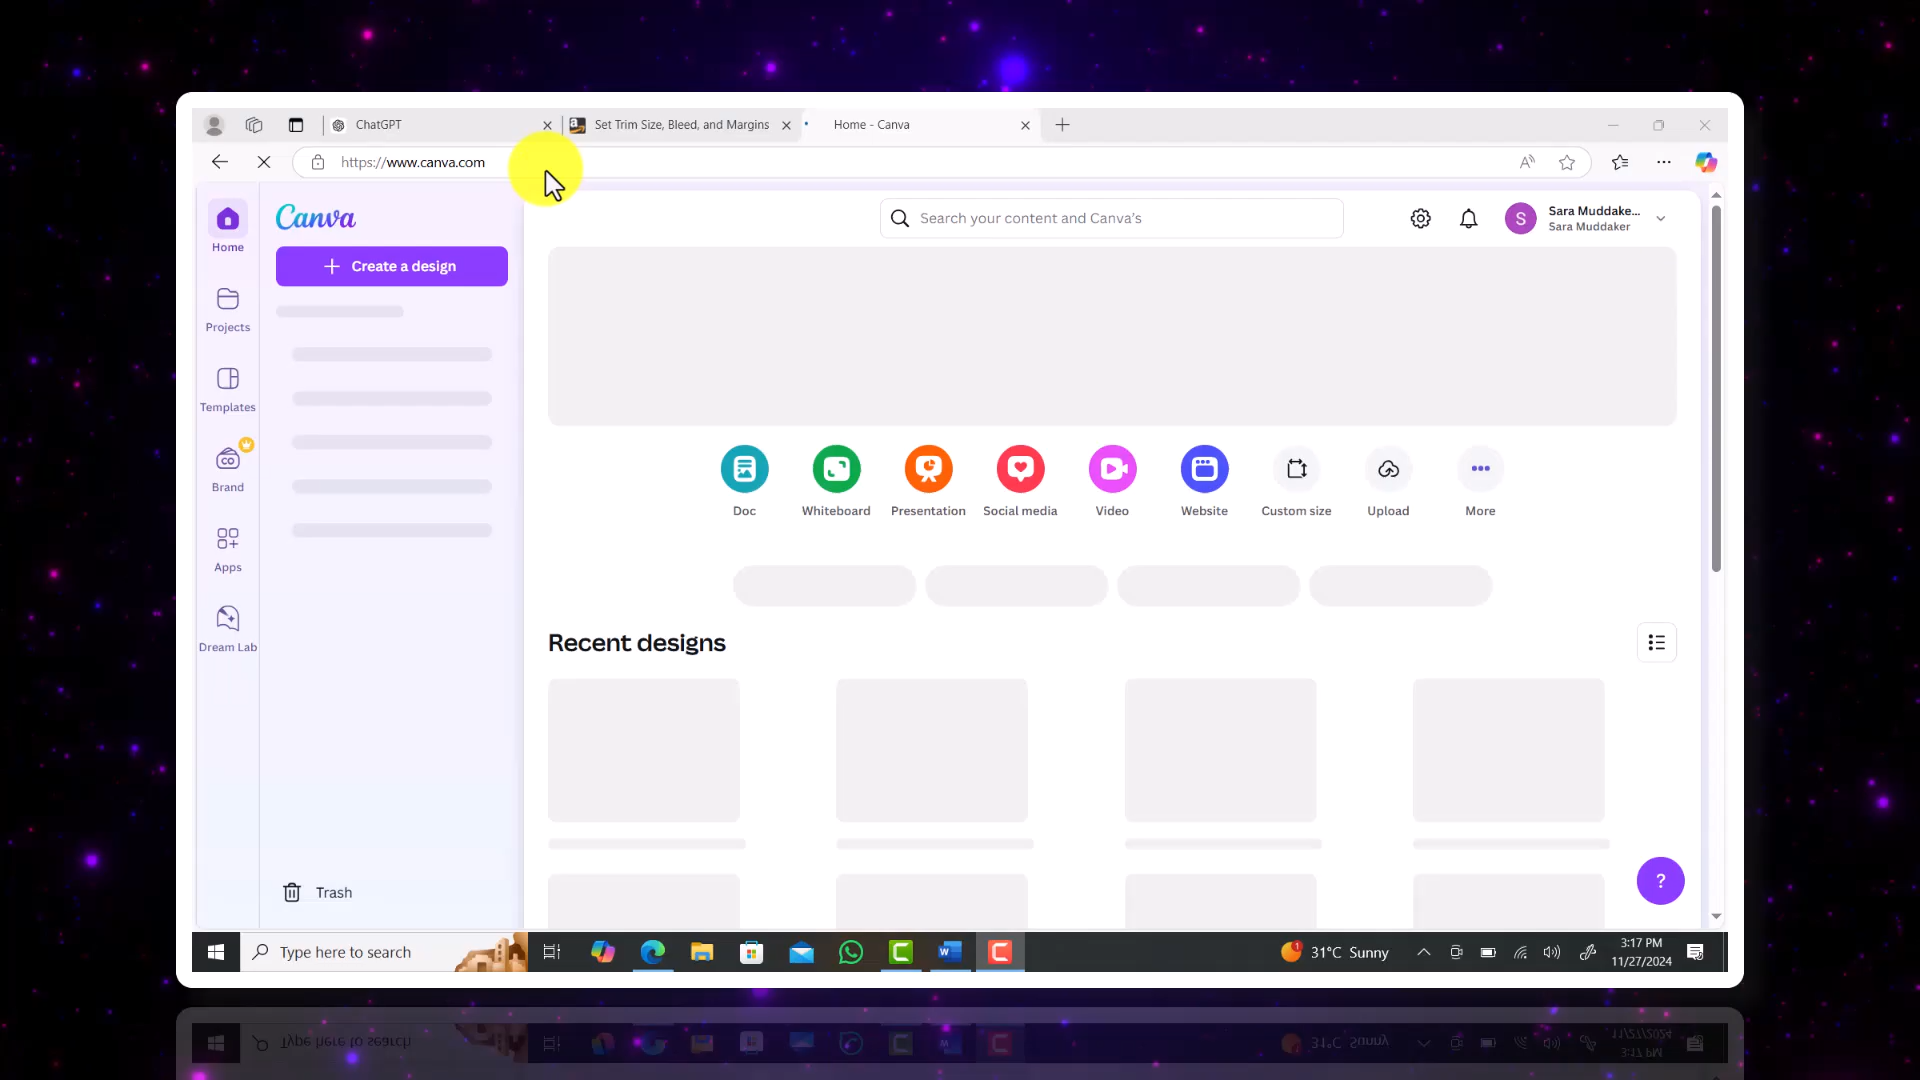 ChatGPT
Set Trim Size, Bleed, and Margins
Home - Canva
https://www.canva.com
Canva
Search your content and Canva's
S
Sara Muddake...
Sara Muddaker
Home
Create a design
Projects
Templates
CO
Brand
Apps
Dream Lab
Doc
Whiteboard
Presentation
Social media
Video
Website
Custom size
Upload
More
Recent designs
Trash
?
Type here to search
1
31°C Sunny
3:17 PM
11/27/2024